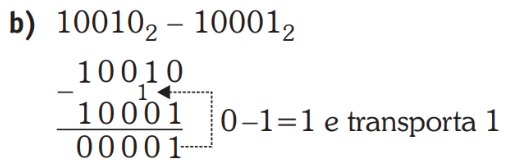 b) 10010₂ – 10001₂
10010
– 1
10001 0–1=1 e transporta 1
00001